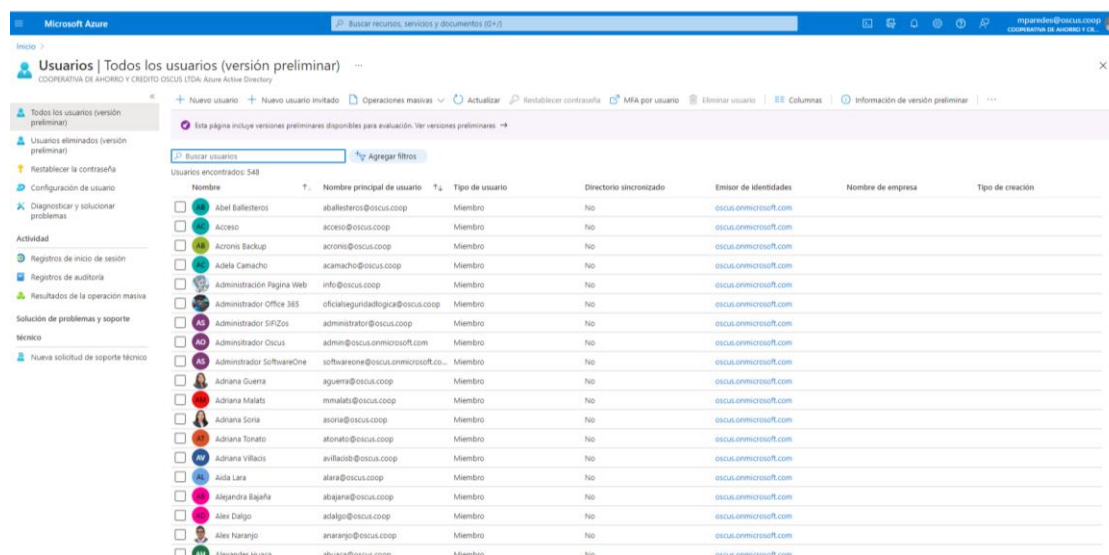 Microsoft Azure
Buscar recursos, servicios y documentos (G+/)
mparedes@oscus.coop
COOPERATIVA DE AHORRO Y CR...
Inicio >
Usuarios | Todos los usuarios (versión preliminar) ...
COOPERATIVA DE AHORRO Y CREDITO OSCUS LTDA: Azure Active Directory
Todos los usuarios (versión preliminar)
Usuarios eliminados (versión preliminar)
Restablecer la contraseña
Configuración de usuario
Diagnosticar y solucionar problemas
Actividad
Registros de inicio de sesión
Registros de auditoría
Resultados de la operación masiva
Solución de problemas y soporte técnico
Nueva solicitud de soporte técnico
+ Nuevo usuario + Nuevo usuario invitado Operaciones masivas Actualizar Restablecer contraseña MFA por usuario Eliminar usuario Columnas Información de versión preliminar ...
Esta página incluye versiones preliminares disponibles para evaluación. Ver versiones preliminares →
Buscar usuarios Agregar filtros
Usuarios encontrados: 548
Nombre Nombre principal de usuario Tipo de usuario Directorio sincronizado Emisor de identidades Nombre de empresa Tipo de creación
AB Abel Ballesteros aballesteros@oscus.coop Miembro No oscus.onmicrosoft.com
AC Acceso acceso@oscus.coop Miembro No oscus.onmicrosoft.com
AB Acronis Backup acronis@oscus.coop Miembro No oscus.onmicrosoft.com
AC Adela Camacho acamacho@oscus.coop Miembro No oscus.onmicrosoft.com
Administración Pagina Web info@oscus.coop Miembro No oscus.onmicrosoft.com
Administrador Office 365 oficialseguridadlogica@oscus.coop Miembro No oscus.onmicrosoft.com
AS Administrador SiFiZos administrator@oscus.coop Miembro No oscus.onmicrosoft.com
AO Adminsitrador Oscus admin@oscus.onmicrosoft.com Miembro No oscus.onmicrosoft.com
AS Adminstrador SoftwareOne softwareone@oscus.onmicrosoft.co... Miembro No oscus.onmicrosoft.com
Adriana Guerra aguerra@oscus.coop Miembro No oscus.onmicrosoft.com
AM Adriana Malats mmalats@oscus.coop Miembro No oscus.onmicrosoft.com
Adriana Soria asoria@oscus.coop Miembro No oscus.onmicrosoft.com
AT Adriana Tonato atonato@oscus.coop Miembro No oscus.onmicrosoft.com
AV Adriana Villacis avillacisb@oscus.coop Miembro No oscus.onmicrosoft.com
AL Aida Lara alara@oscus.coop Miembro No oscus.onmicrosoft.com
AB Alejandra Bajaña abajana@oscus.coop Miembro No oscus.onmicrosoft.com
AD Alex Dalgo adalgo@oscus.coop Miembro No oscus.onmicrosoft.com
Alex Naranjo anaranjo@oscus.coop Miembro No oscus.onmicrosoft.com